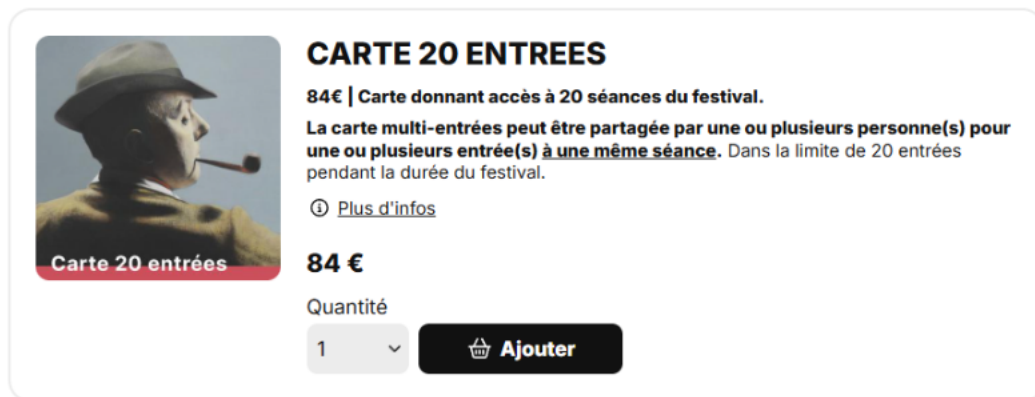 CARTE 20 ENTREES
84€ | Carte donnant accès à 20 séances du festival.
La carte multi-entrées peut être partagée par une ou plusieurs personne(s) pour
une ou plusieurs entrée(s) à une même séance. Dans la limite de 20 entrées
pendant la durée du festival.
Plus d'infos
Carte 20 entrées
84 €
Quantité
1
Ajouter